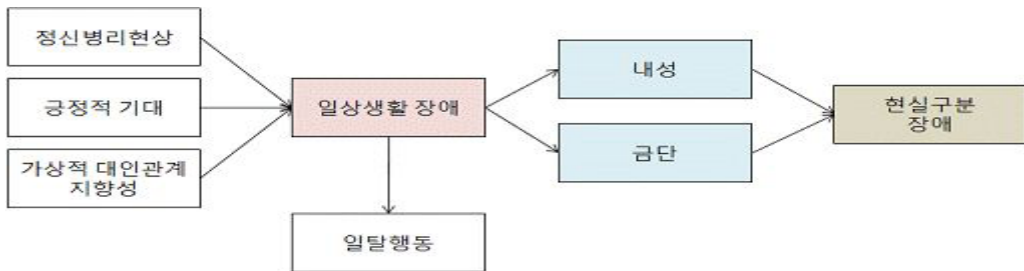 정신병리현상
긍정적 기대
가상적 대인관계
지향성
일상생활 장애
일탈행동
내성
금단
현실구분
장애